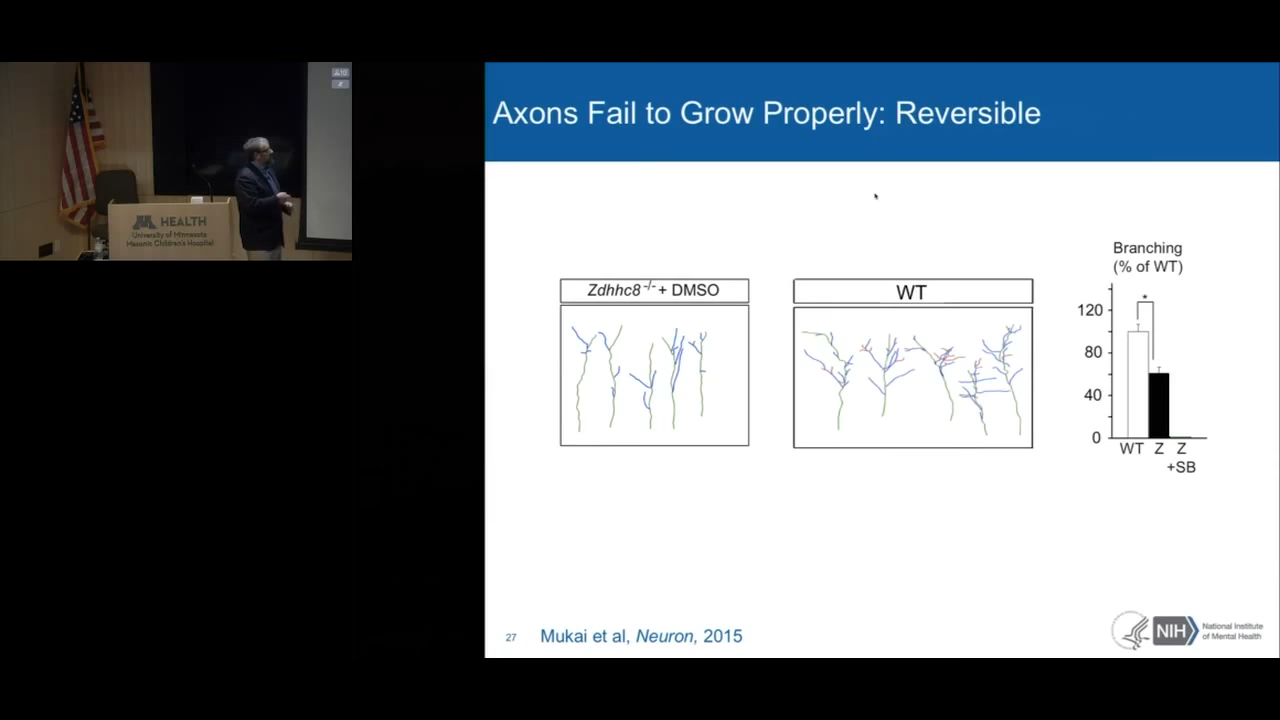 M HEALTH
University of Minnesota
Masonic Children's Hospital
Axons Fail to Grow Properly: Reversible
Zdhhc8 -/- + DMSO
WT
Branching
(% of WT)
*
120
80
40
0
WT Z Z
+SB
27
Mukai et al, Neuron, 2015
NIH
National Institute
of Mental Health